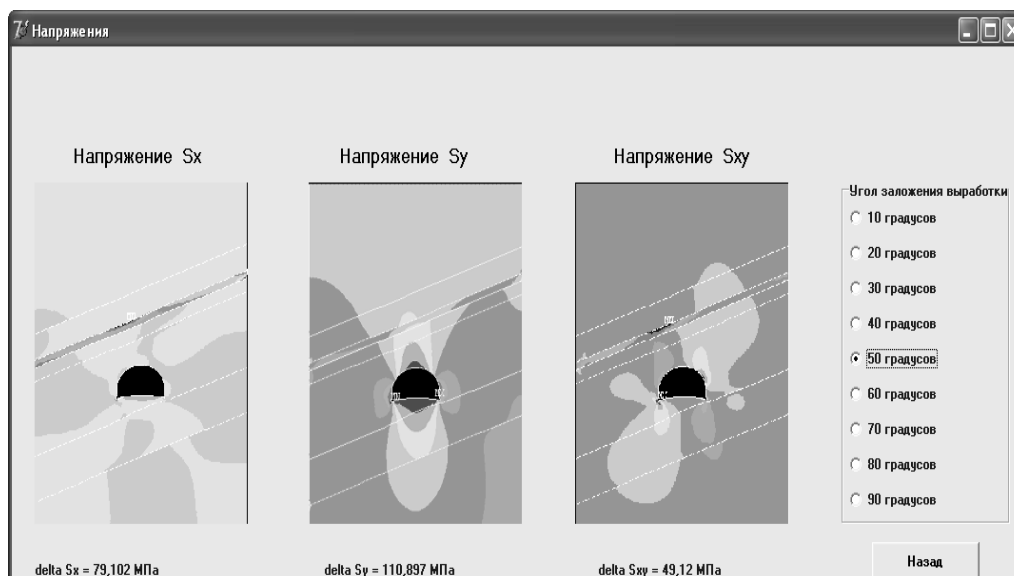 Напряжения
Напряжение Sx
Напряжение Sy
Напряжение Sxy
Угол заложения выработки
10 градусов
20 градусов
30 градусов
40 градусов
50 градусов
60 градусов
70 градусов
80 градусов
90 градусов
delta Sx = 79,102 МПа
delta Sy = 110,897 МПа
delta Sxy = 49,12 МПа
Назад